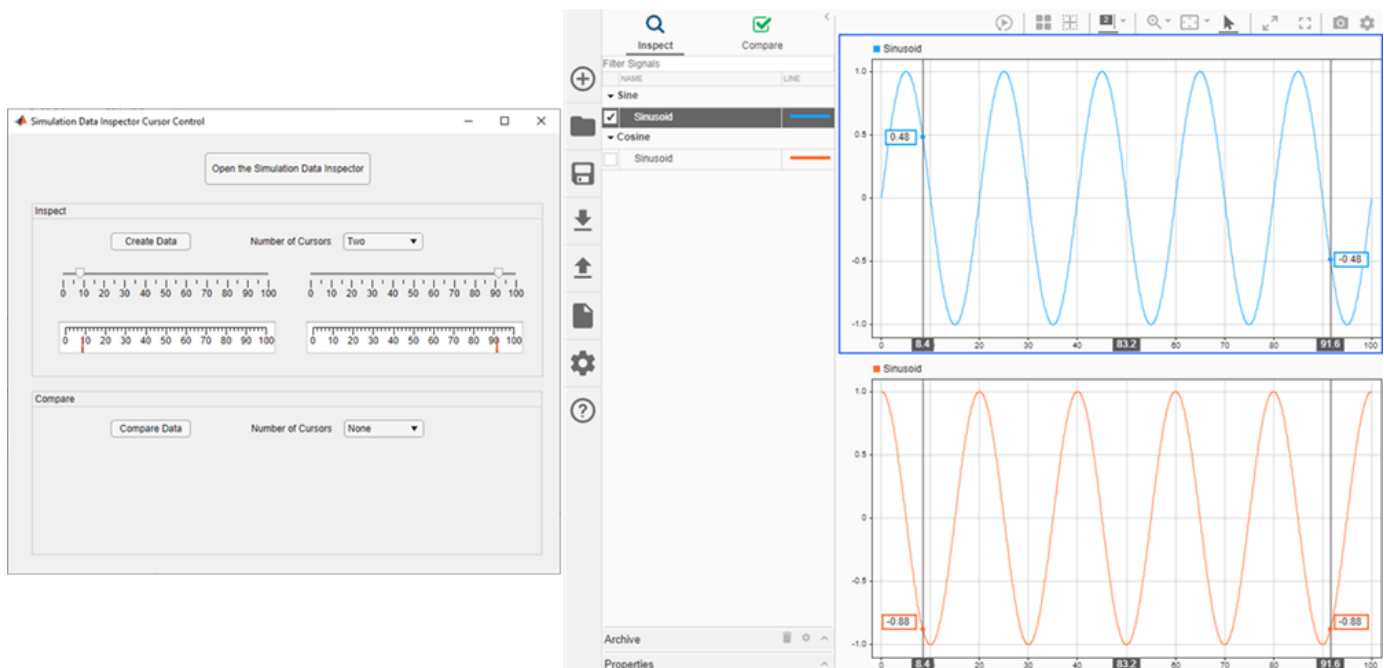 Simulation Data Inspector Cursor Control
Open the Simulation Data Inspector
Inspect
Create Data Number of Cursors Two
0 10 20 30 40 50 60 70 80 90 100 0 10 20 30 40 50 60 70 80 90 100
0 10 20 30 40 50 60 70 80 90 100 0 10 20 30 40 50 60 70 80 90 100
Compare
Compare Data Number of Cursors None
Inspect Compare
Filter Signals
NAME LINE
Sine
Sinusoid
Cosine
Sinusoid
Archive
Properties
2
Sinusoid
1.0
0.5
0.48
0
-0.5
-0.48
-1.0
0 8.4 20 30 40 83.2 60 70 80 91.6 100
Sinusoid
1.0
0.5
0
-0.5
-0.88 -0.88
-1.0
0 8.4 20 30 40 83.2 60 70 80 91.6 100